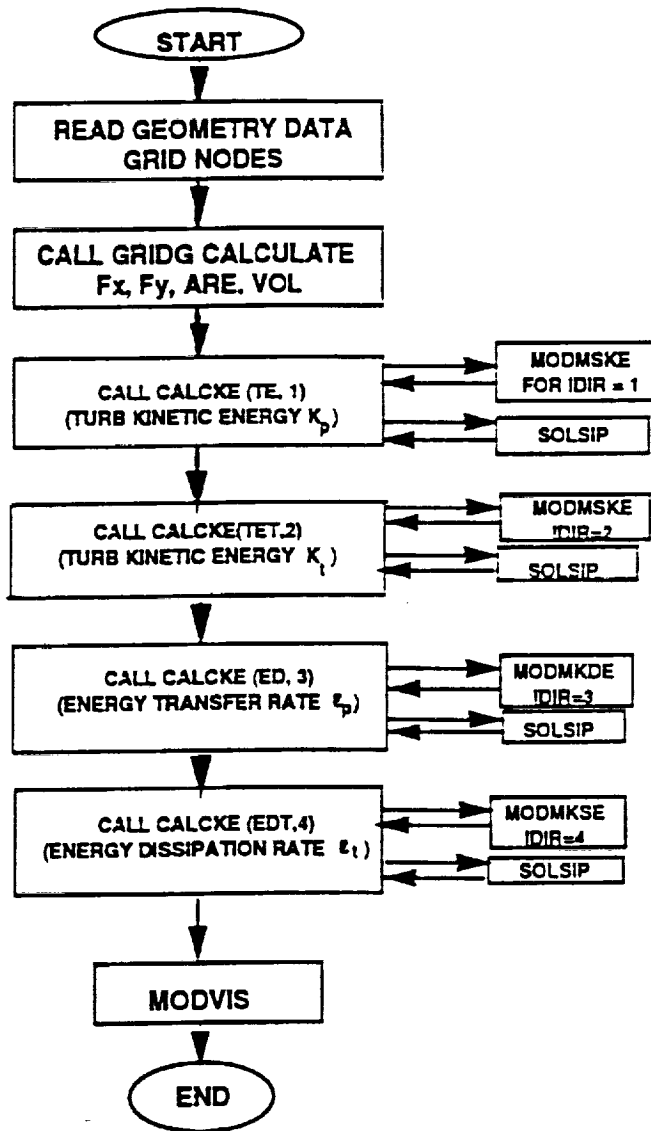 START
READ GEOMETRY DATA
GRID NODES
CALL GRIDG CALCULATE
Fx, Fy, ARE. VOL
CALL CALCKE (TE, 1)
(TURB KINETIC ENERGY Kp)
MODMSKE
FOR IDIR = 1
SOLSIP
CALL CALCKE(TET,2)
(TURB KINETIC ENERGY Kt)
MODMSKE
IDIR=2
SOLSIP
CALL CALCKE (ED, 3)
(ENERGY TRANSFER RATE εp)
MODMKDE
IDIR=3
SOLSIP
CALL CALCKE (EDT,4)
(ENERGY DISSIPATION RATE εt)
MODMKSE
IDIR=4
SOLSIP
MODVIS
END